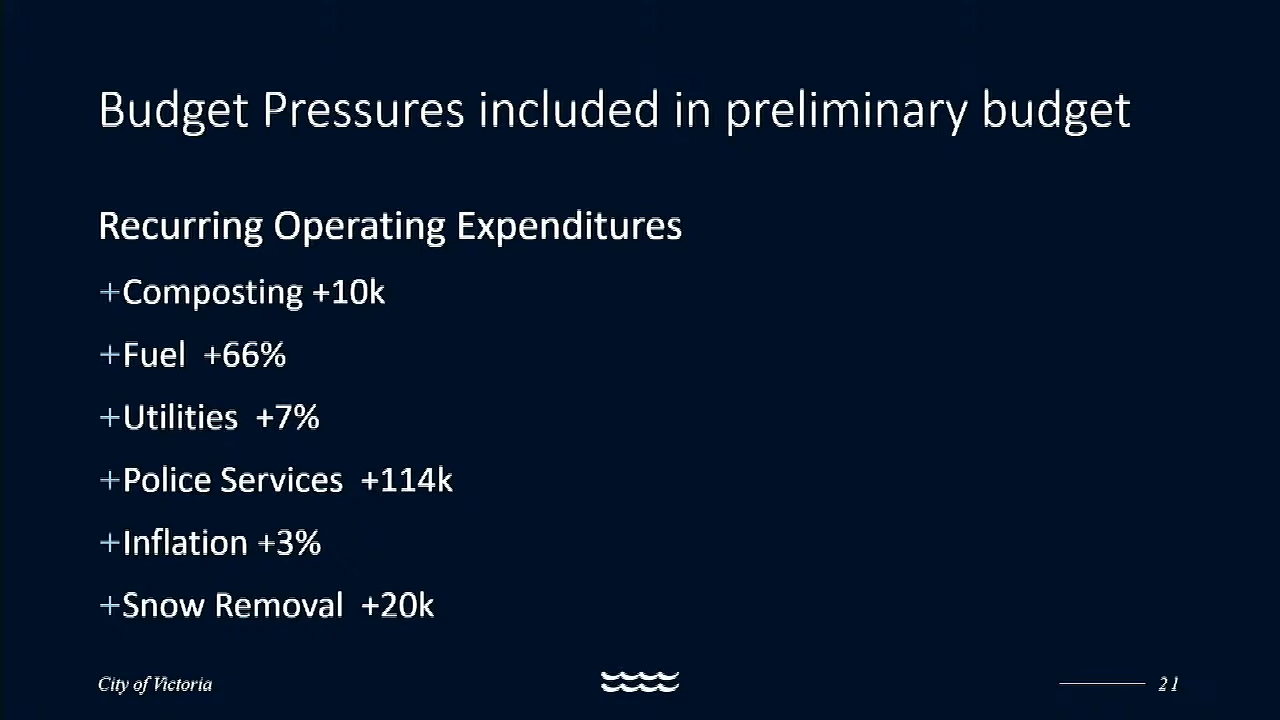 Budget Pressures included in preliminary budget
Recurring Operating Expenditures
+Composting +10k
+Fuel +66%
+Utilities +7%
+Police Services +114k
+Inflation +3%
+Snow Removal +20k
City of Victoria
21